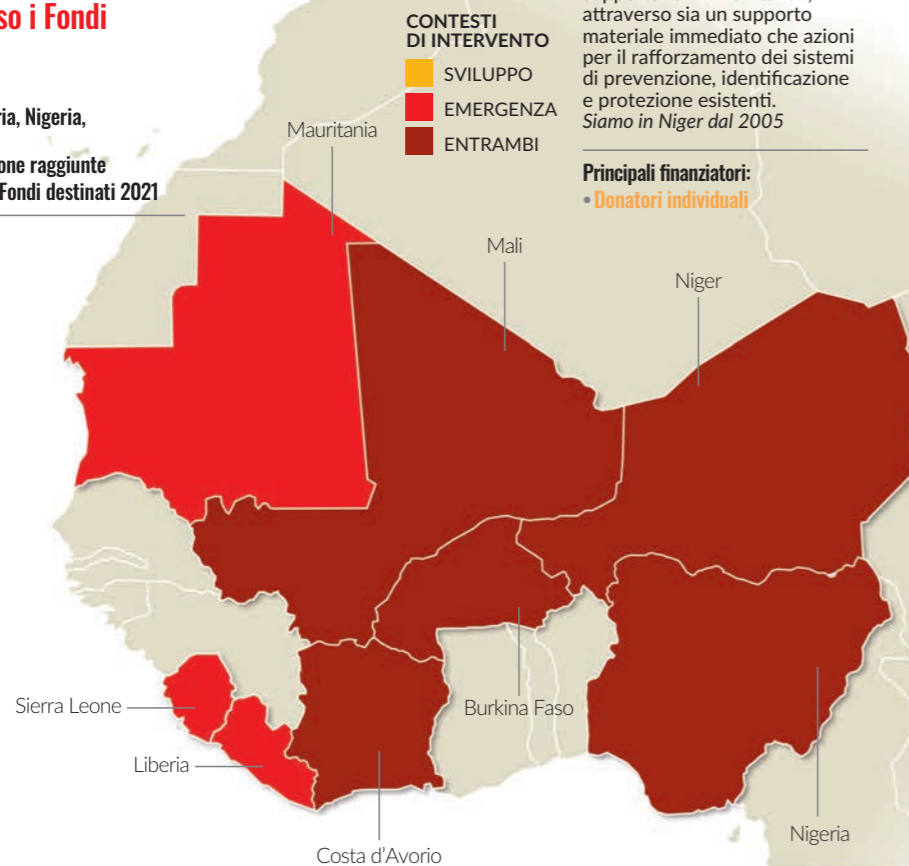 so i Fondi
ria, Nigeria,
one raggiunte
Fondi destinati 2021
CONTESTI
DI INTERVENTO
SVILUPPO
EMERGENZA
ENTRAMBI
attraverso sia un supporto
materiale immediato che azioni
per il rafforzamento dei sistemi
di prevenzione, identificazione
e protezione esistenti.
Siamo in Niger dal 2005
Principali finanziatori:
• Donatori individuali
Mauritania
Mali
Niger
Sierra Leone
Liberia
Burkina Faso
Costa d'Avorio
Nigeria